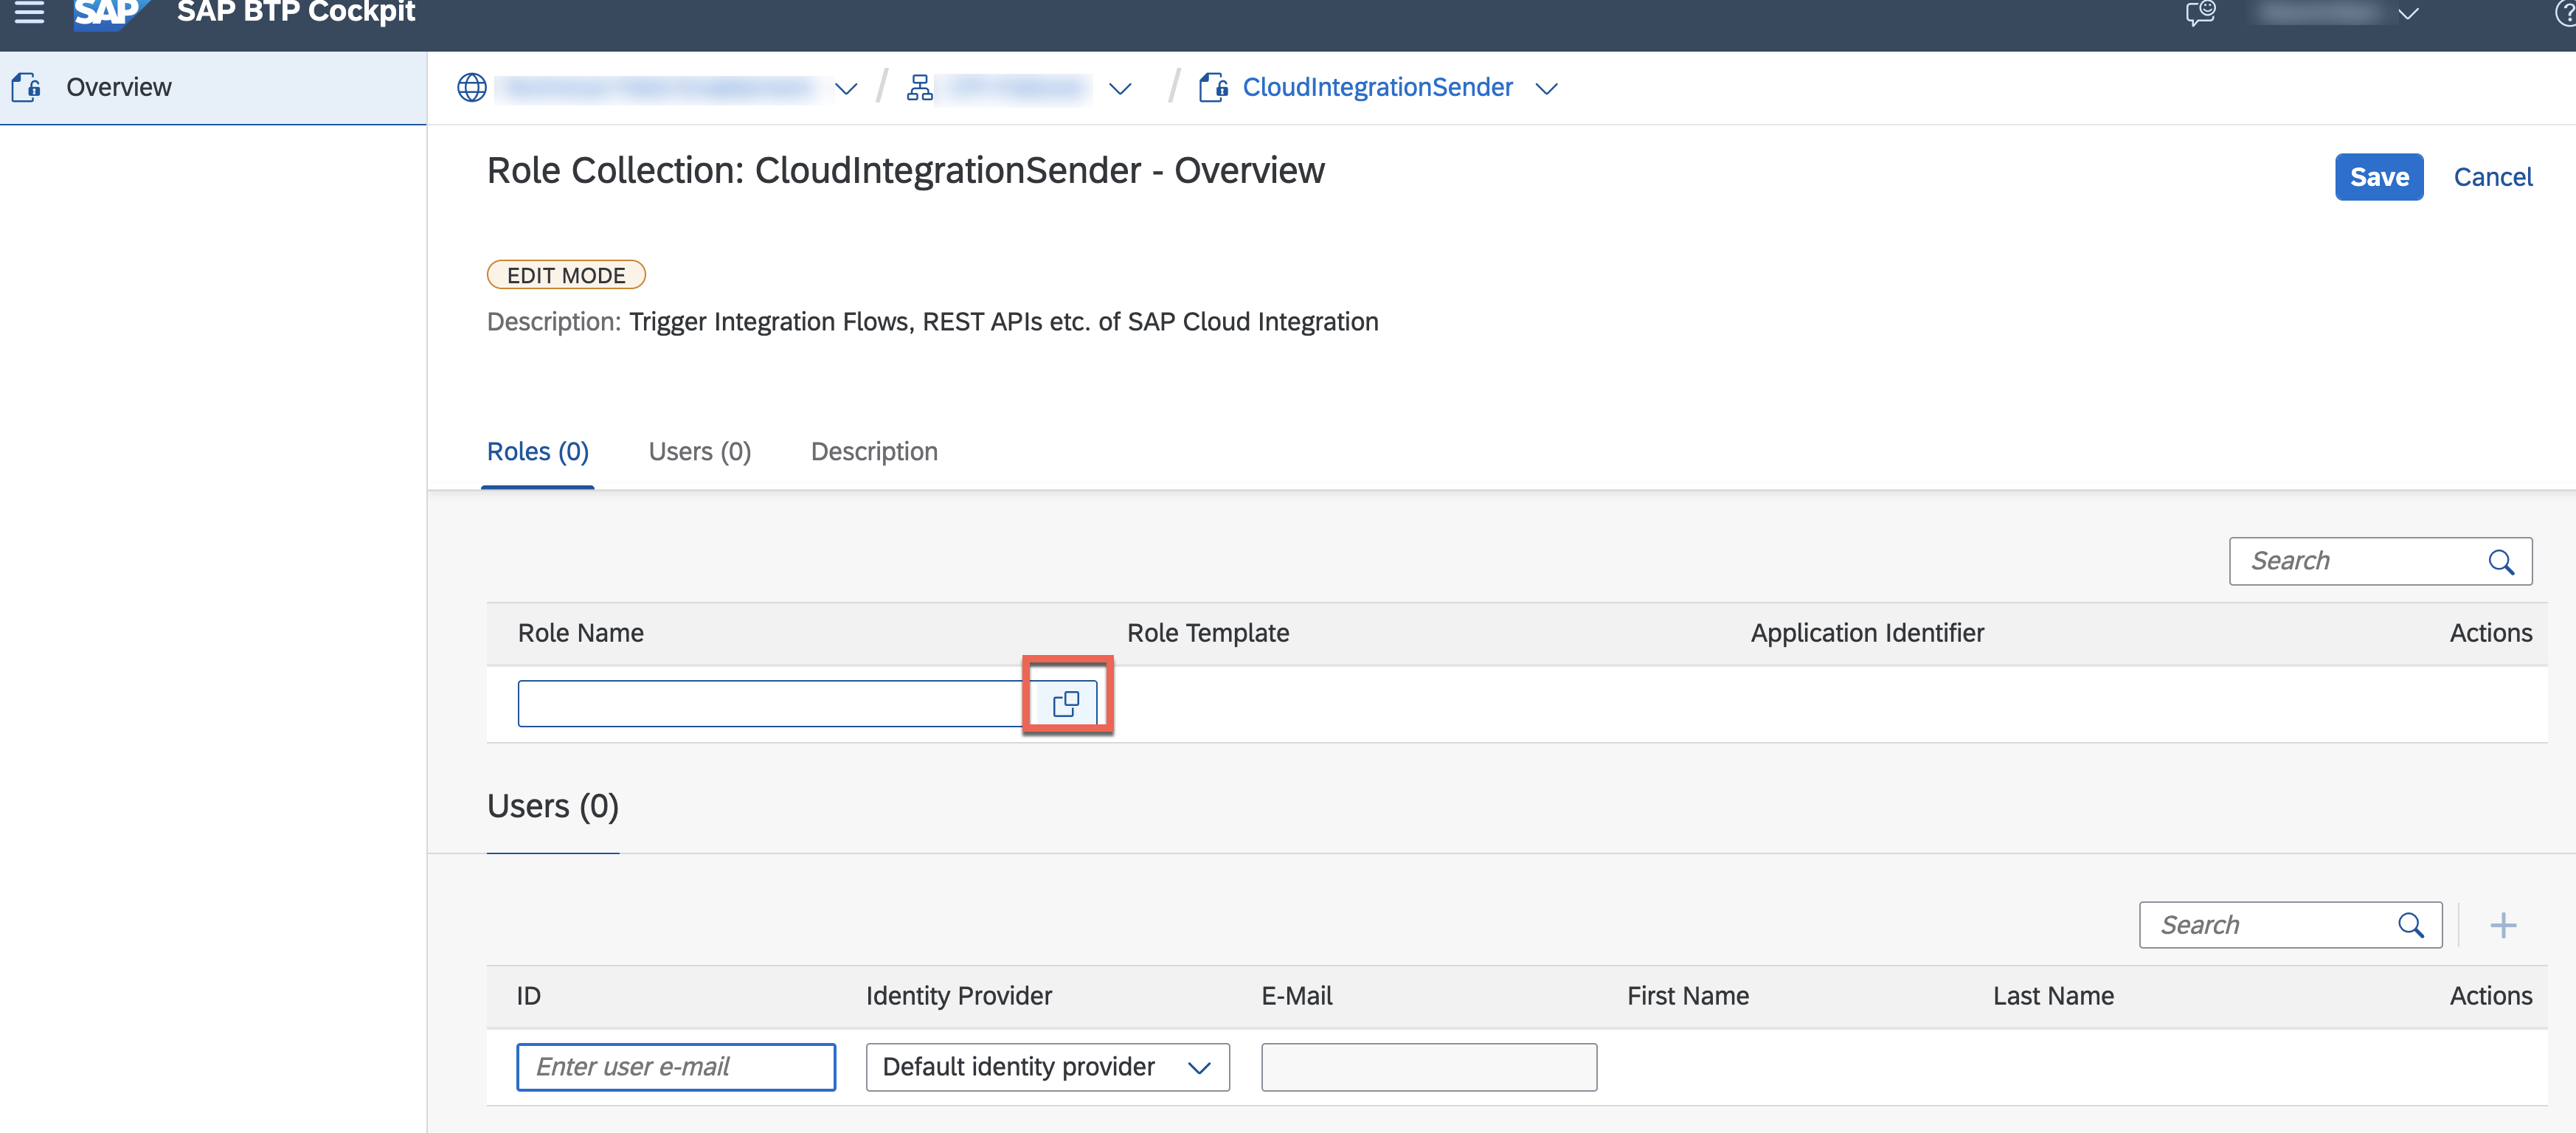 SAP SAP BTP Cockpit
Overview
CloudIntegrationSender
Role Collection: CloudIntegrationSender - Overview
Save Cancel
EDIT MODE
Description: Trigger Integration Flows, REST APIs etc. of SAP Cloud Integration
Roles (0) Users (0) Description
Search
Role Name Role Template Application Identifier Actions
Users (0)
Search
ID Identity Provider E-Mail First Name Last Name Actions
Enter user e-mail Default identity provider